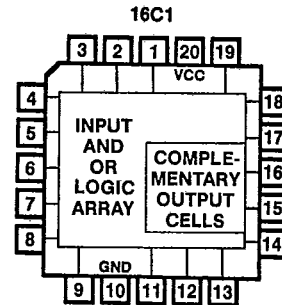 16C1
3 2 1 20 19
VCC
4 18
5 17
6 16
7 15
8 14
INPUT
AND
OR
LOGIC
ARRAY
COMPLE-
MENTARY
OUTPUT
CELLS
GND
9 10 11 12 13